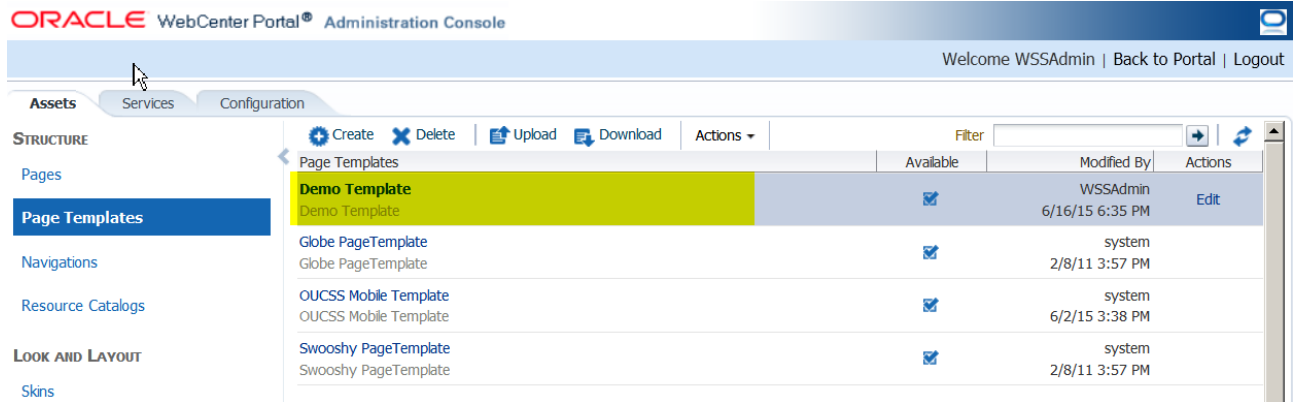 ORACLE WebCenter Portal® Administration Console
Welcome WSSAdmin | Back to Portal | Logout
Assets Services Configuration
STRUCTURE
Pages
Page Templates
Navigations
Resource Catalogs
LOOK AND LAYOUT
Skins
Create Delete Upload Download Actions Filter
Page Templates Available Modified By Actions
Demo Template WSSAdmin
Demo Template 6/16/15 6:35 PM Edit
Globe PageTemplate system
Globe PageTemplate 2/8/11 3:57 PM
OUCSS Mobile Template system
OUCSS Mobile Template 6/2/15 3:38 PM
Swooshy PageTemplate system
Swooshy PageTemplate 2/8/11 3:57 PM